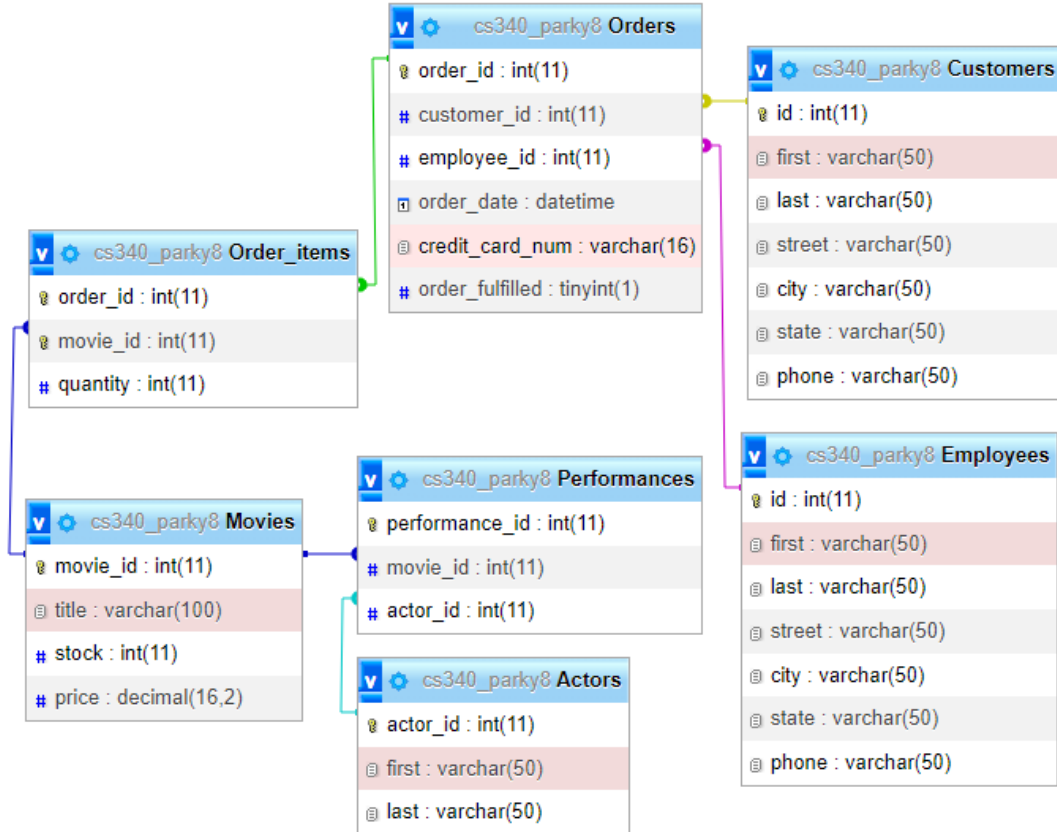 cs340_parky8 Orders
order_id : int(11)
customer_id : int(11)
employee_id : int(11)
order_date : datetime
credit_card_num : varchar(16)
order_fulfilled : tinyint(1)
cs340_parky8 Customers
id : int(11)
first : varchar(50)
last : varchar(50)
street : varchar(50)
city : varchar(50)
state : varchar(50)
phone : varchar(50)
cs340_parky8 Order_items
order_id : int(11)
movie_id : int(11)
quantity : int(11)
cs340_parky8 Employees
id : int(11)
first : varchar(50)
last : varchar(50)
street : varchar(50)
city : varchar(50)
state : varchar(50)
phone : varchar(50)
cs340_parky8 Performances
performance_id : int(11)
movie_id : int(11)
actor_id : int(11)
cs340_parky8 Movies
movie_id : int(11)
title : varchar(100)
stock : int(11)
price : decimal(16,2)
cs340_parky8 Actors
actor_id : int(11)
first : varchar(50)
last : varchar(50)